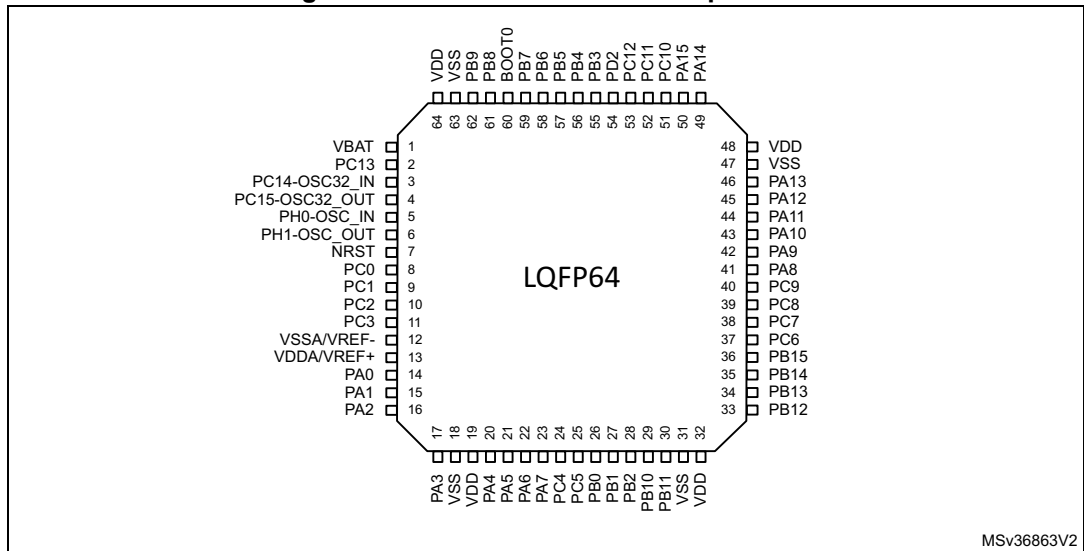 VDD
VSS
PB9
PB8
BOOT0
PB7
PB6
PB5
PB4
PB3
PD2
PC12
PC11
PC10
PA15
PA14
64
63
62
61
60
59
58
57
56
55
54
53
52
51
50
49
VBAT 1
PC13 2
PC14-OSC32_IN 3
PC15-OSC32_OUT 4
PH0-OSC_IN 5
PH1-OSC_OUT 6
NRST 7
PC0 8
PC1 9
PC2 10
PC3 11
VSSA/VREF- 12
VDDA/VREF+ 13
PA0 14
PA1 15
PA2 16
LQFP64
48 VDD
47 VSS
46 PA13
45 PA12
44 PA11
43 PA10
42 PA9
41 PA8
40 PC9
39 PC8
38 PC7
37 PC6
36 PB15
35 PB14
34 PB13
33 PB12
17
18
19
20
21
22
23
24
25
26
27
28
29
30
31
32
PA3
VSS
VDD
PA4
PA5
PA6
PA7
PC4
PC5
PB0
PB1
PB2
PB10
PB11
VSS
VDD
MSv36863V2